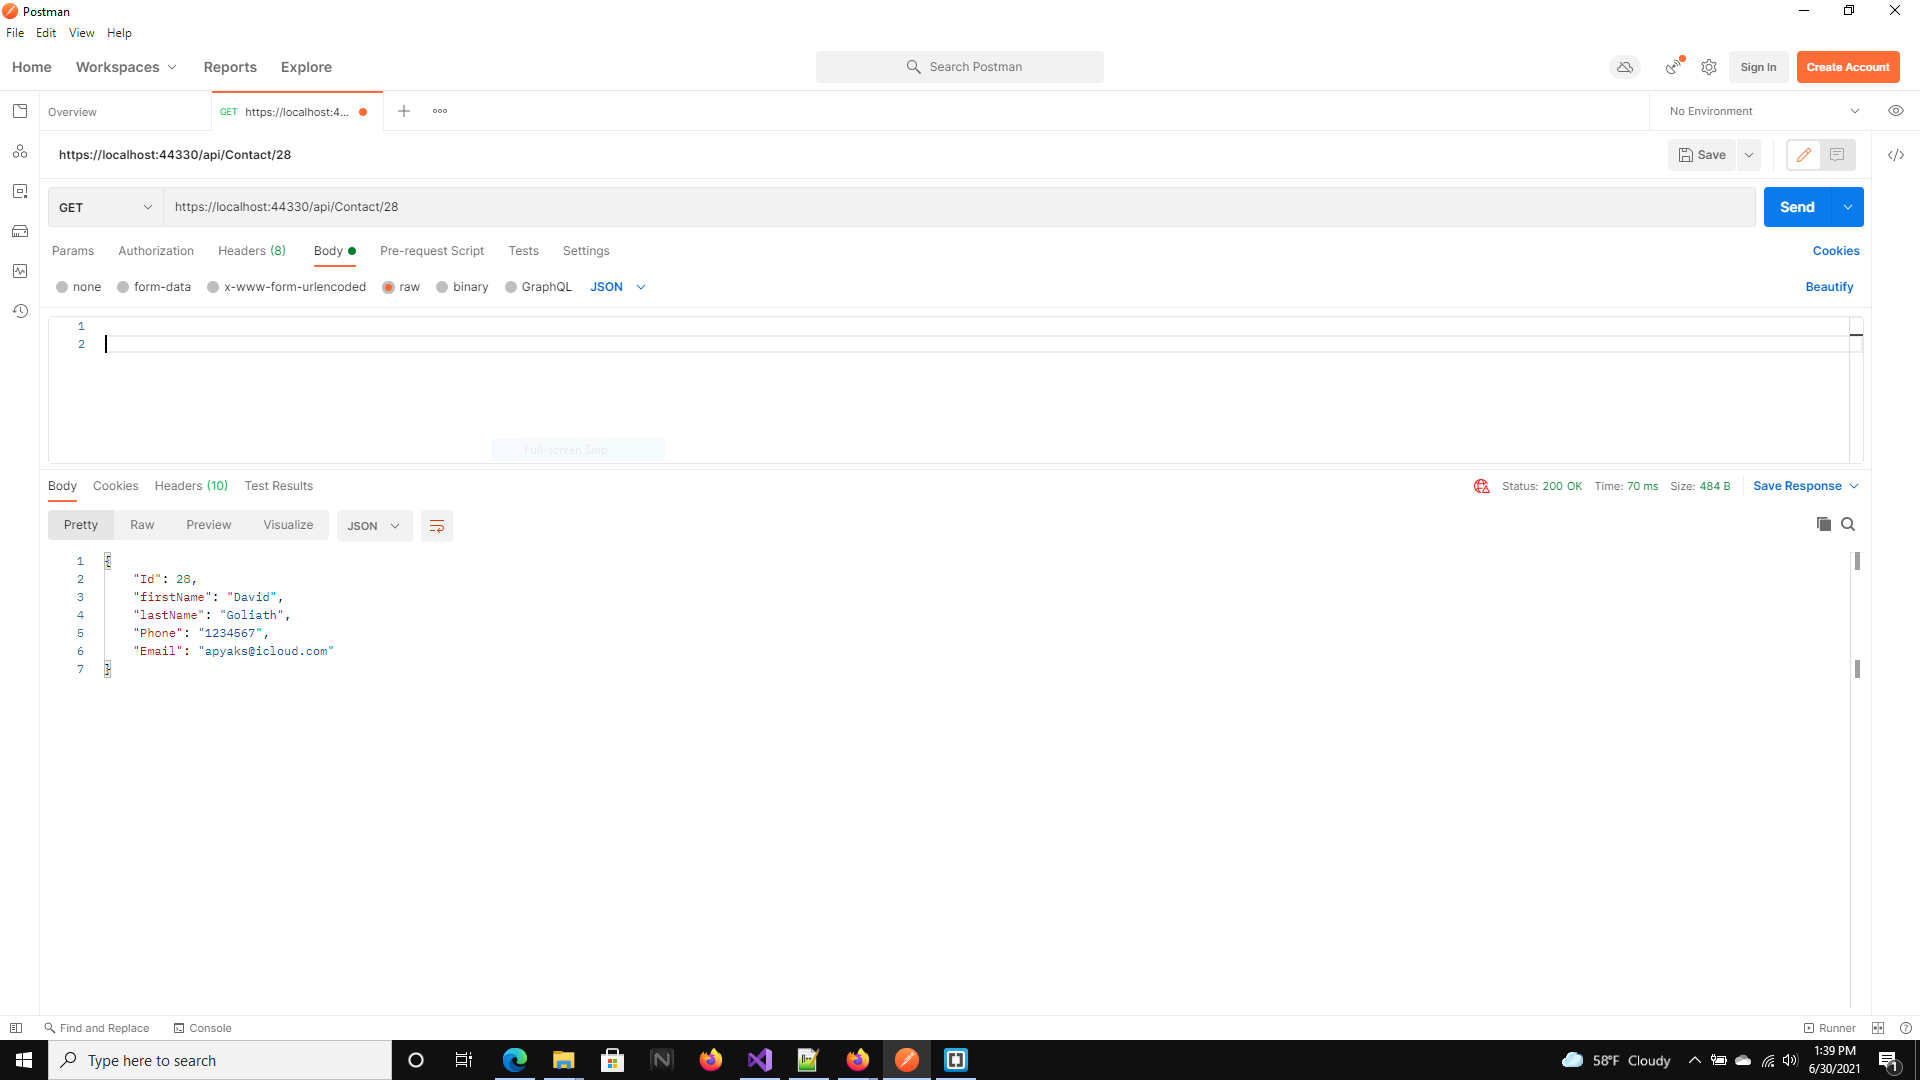 Postman
File Edit View Help
Home Workspaces Reports Explore Search Postman Sign In Create Account
Overview GET https://localhost:4... No Environment
https://localhost:44330/api/Contact/28 Save
GET https://localhost:44330/api/Contact/28 Send
Params Authorization Headers (8) Body Pre-request Script Tests Settings Cookies
none form-data x-www-form-urlencoded raw binary GraphQL JSON Beautify
1
2
Full-screen Snip
Body Cookies Headers (10) Test Results Status: 200 OK Time: 70 ms Size: 484 B Save Response
Pretty Raw Preview Visualize JSON
1 {
2 "Id": 28,
3 "firstName": "David",
4 "lastName": "Goliath",
5 "Phone": "1234567",
6 "Email": "apyaks@icloud.com"
7 }
Find and Replace Console Runner
Type here to search 58°F Cloudy 1:39 PM
6/30/2021 1